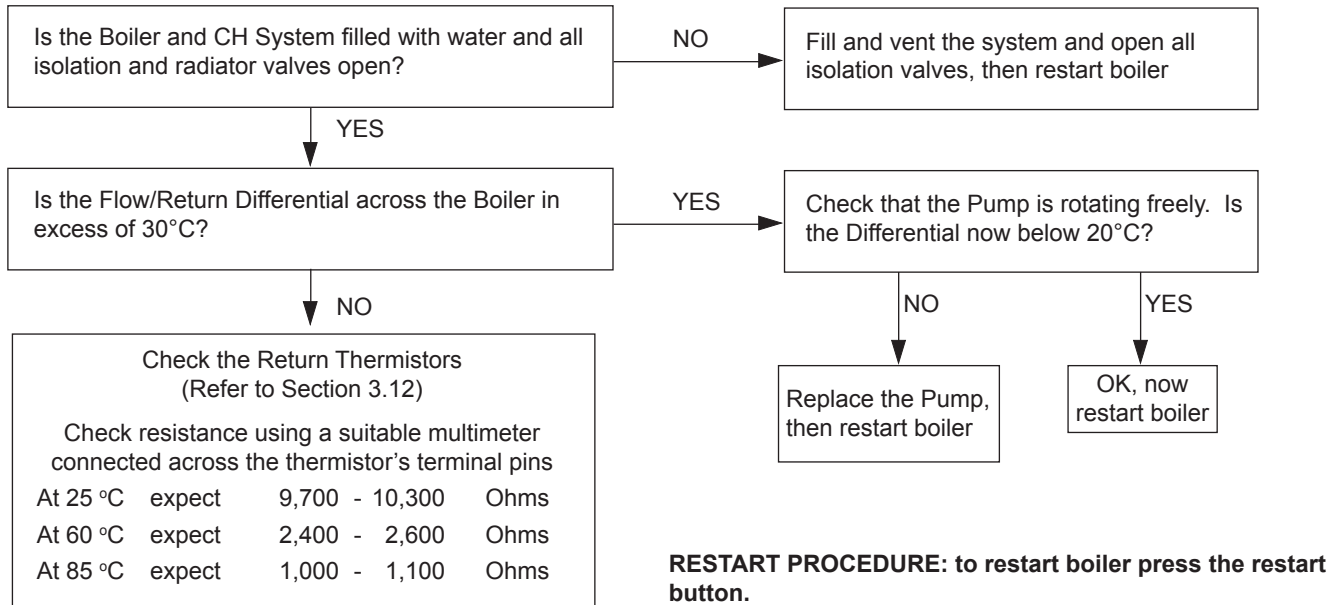 Is the Boiler and CH System filled with water and all
isolation and radiator valves open?
NO
Fill and vent the system and open all
isolation valves, then restart boiler
YES
Is the Flow/Return Differential across the Boiler in
excess of 30°C?
YES
Check that the Pump is rotating freely.  Is
the Differential now below 20°C?
NO
NO
YES
Check the Return Thermistors
(Refer to Section 3.12)
Check resistance using a suitable multimeter
connected across the thermistor's terminal pins
At 25 °C expect 9,700 - 10,300 Ohms
At 60 °C expect 2,400 - 2,600 Ohms
At 85 °C expect 1,000 - 1,100 Ohms
Replace the Pump,
then restart boiler
OK, now
restart boiler
RESTART PROCEDURE: to restart boiler press the restart
button.